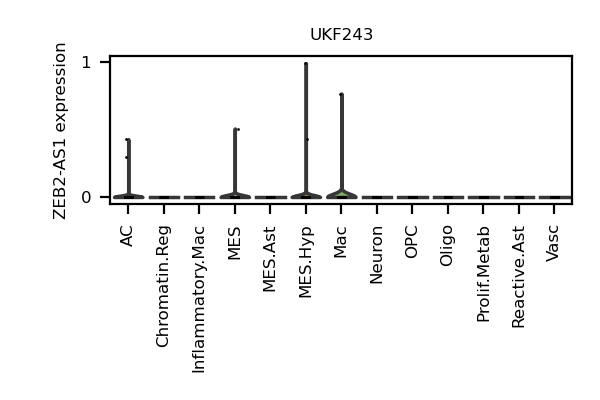 UKF243
ZEB2-AS1 expression
1
0
AC
Chromatin.Reg
Inflammatory.Mac
MES
MES.Ast
MES.Hyp
Mac
Neuron
OPC
Oligo
Prolif.Metab
Reactive.Ast
Vasc